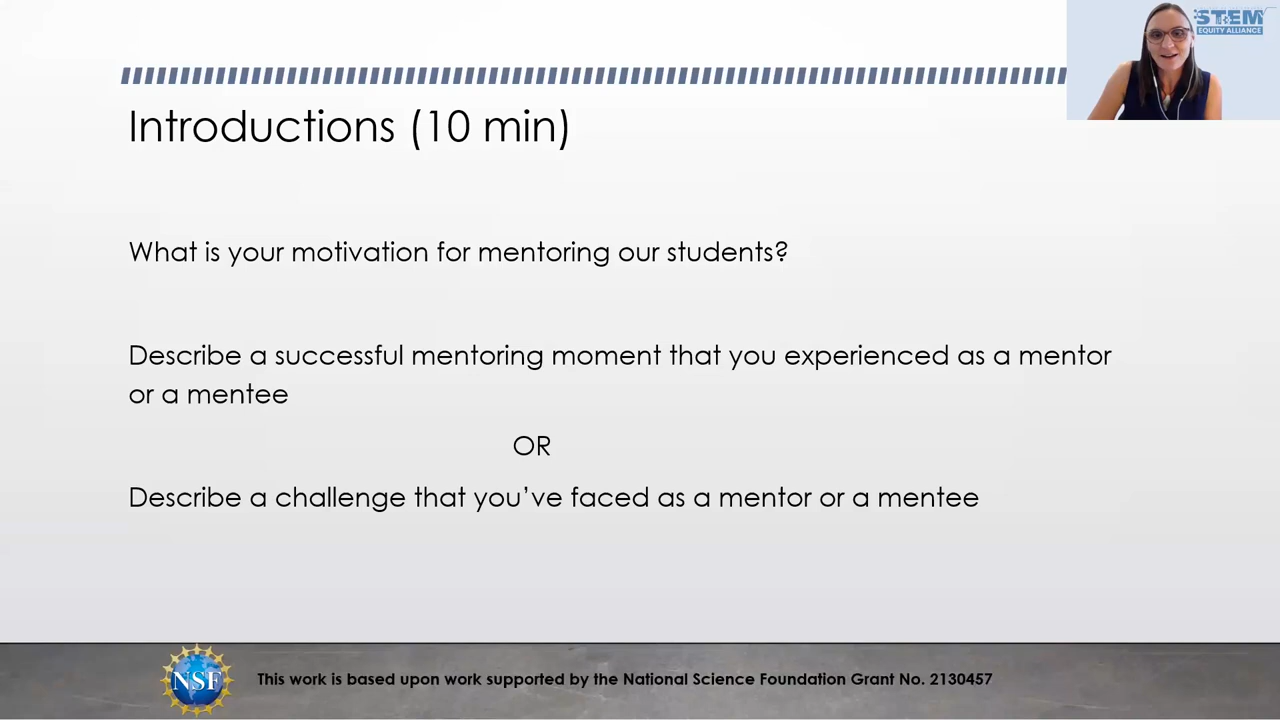 STEM
EQUITY ALLIANCE
Introductions (10 min)
What is your motivation for mentoring our students?
Describe a successful mentoring moment that you experienced as a mentor
or a mentee
OR
Describe a challenge that you’ve faced as a mentor or a mentee
NSF
This work is based upon work supported by the National Science Foundation Grant No. 2130457